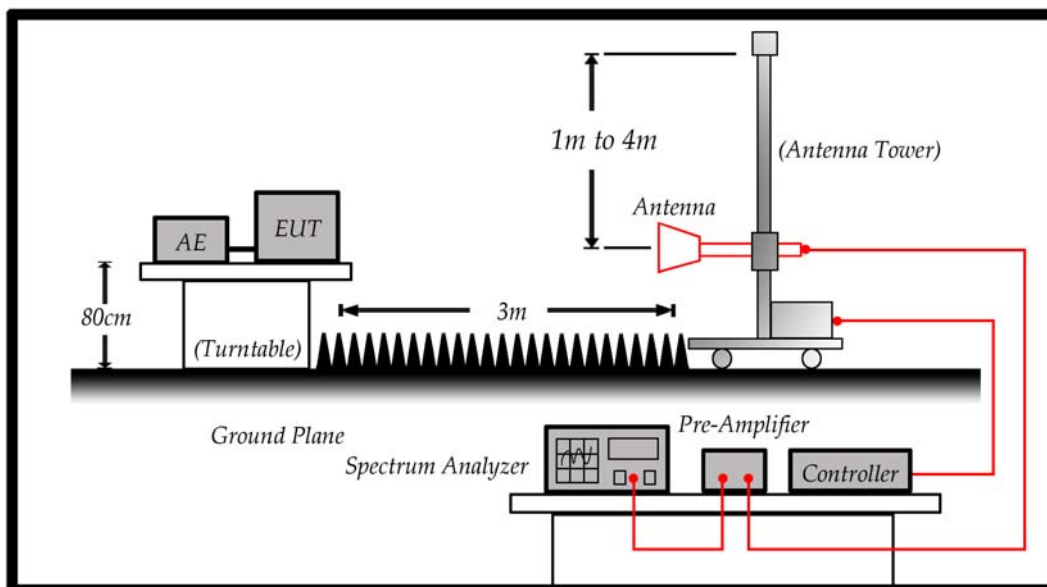 1m to 4m
(Antenna Tower)
Antenna
EUT
AE
80cm
3m
(Turntable)
Ground Plane
Pre-Amplifier
Spectrum Analyzer
Controller